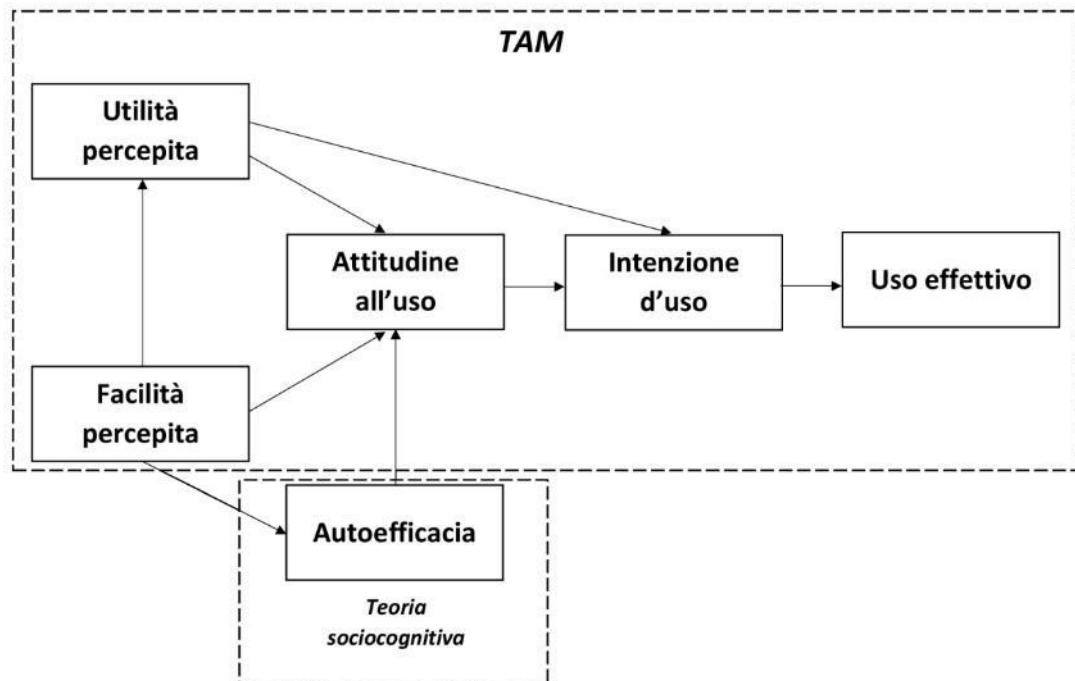 TAM
Utilità
percepita
Attitudine
all'uso
Intenzione
d'uso
Uso effettivo
Facilità
percepita
Autoefficacia
Teoria
sociocognitiva